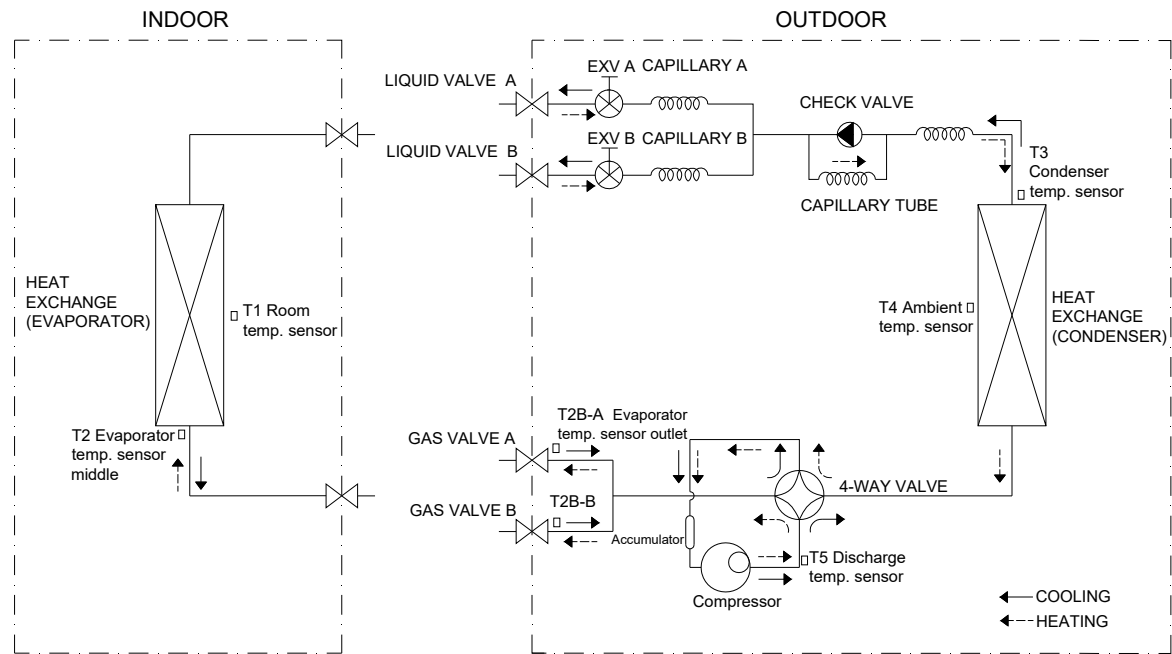 INDOOR
OUTDOOR
LIQUID VALVE A
EXV A
CAPILLARY A
CHECK VALVE
LIQUID VALVE B
EXV B
CAPILLARY B
T3
Condenser
temp. sensor
CAPILLARY TUBE
HEAT
EXCHANGE
(EVAPORATOR)
T1 Room
temp. sensor
T4 Ambient
temp. sensor
HEAT
EXCHANGE
(CONDENSER)
T2 Evaporator
temp. sensor
middle
GAS VALVE A
T2B-A Evaporator
temp. sensor outlet
4-WAY VALVE
GAS VALVE B
T2B-B
Accumulator
T5 Discharge
temp. sensor
Compressor
COOLING
HEATING